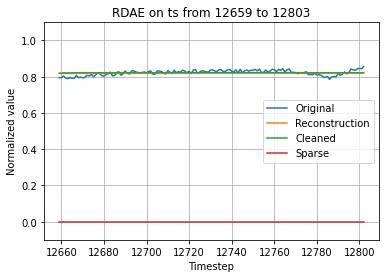 RDAE on ts from 12659 to 12803
Normalized value
1.0
0.8
0.6
0.4
0.2
0.0
Original
Reconstruction
Cleaned
Sparse
12660 12680 12700 12720 12740 12760 12780 12800
Timestep